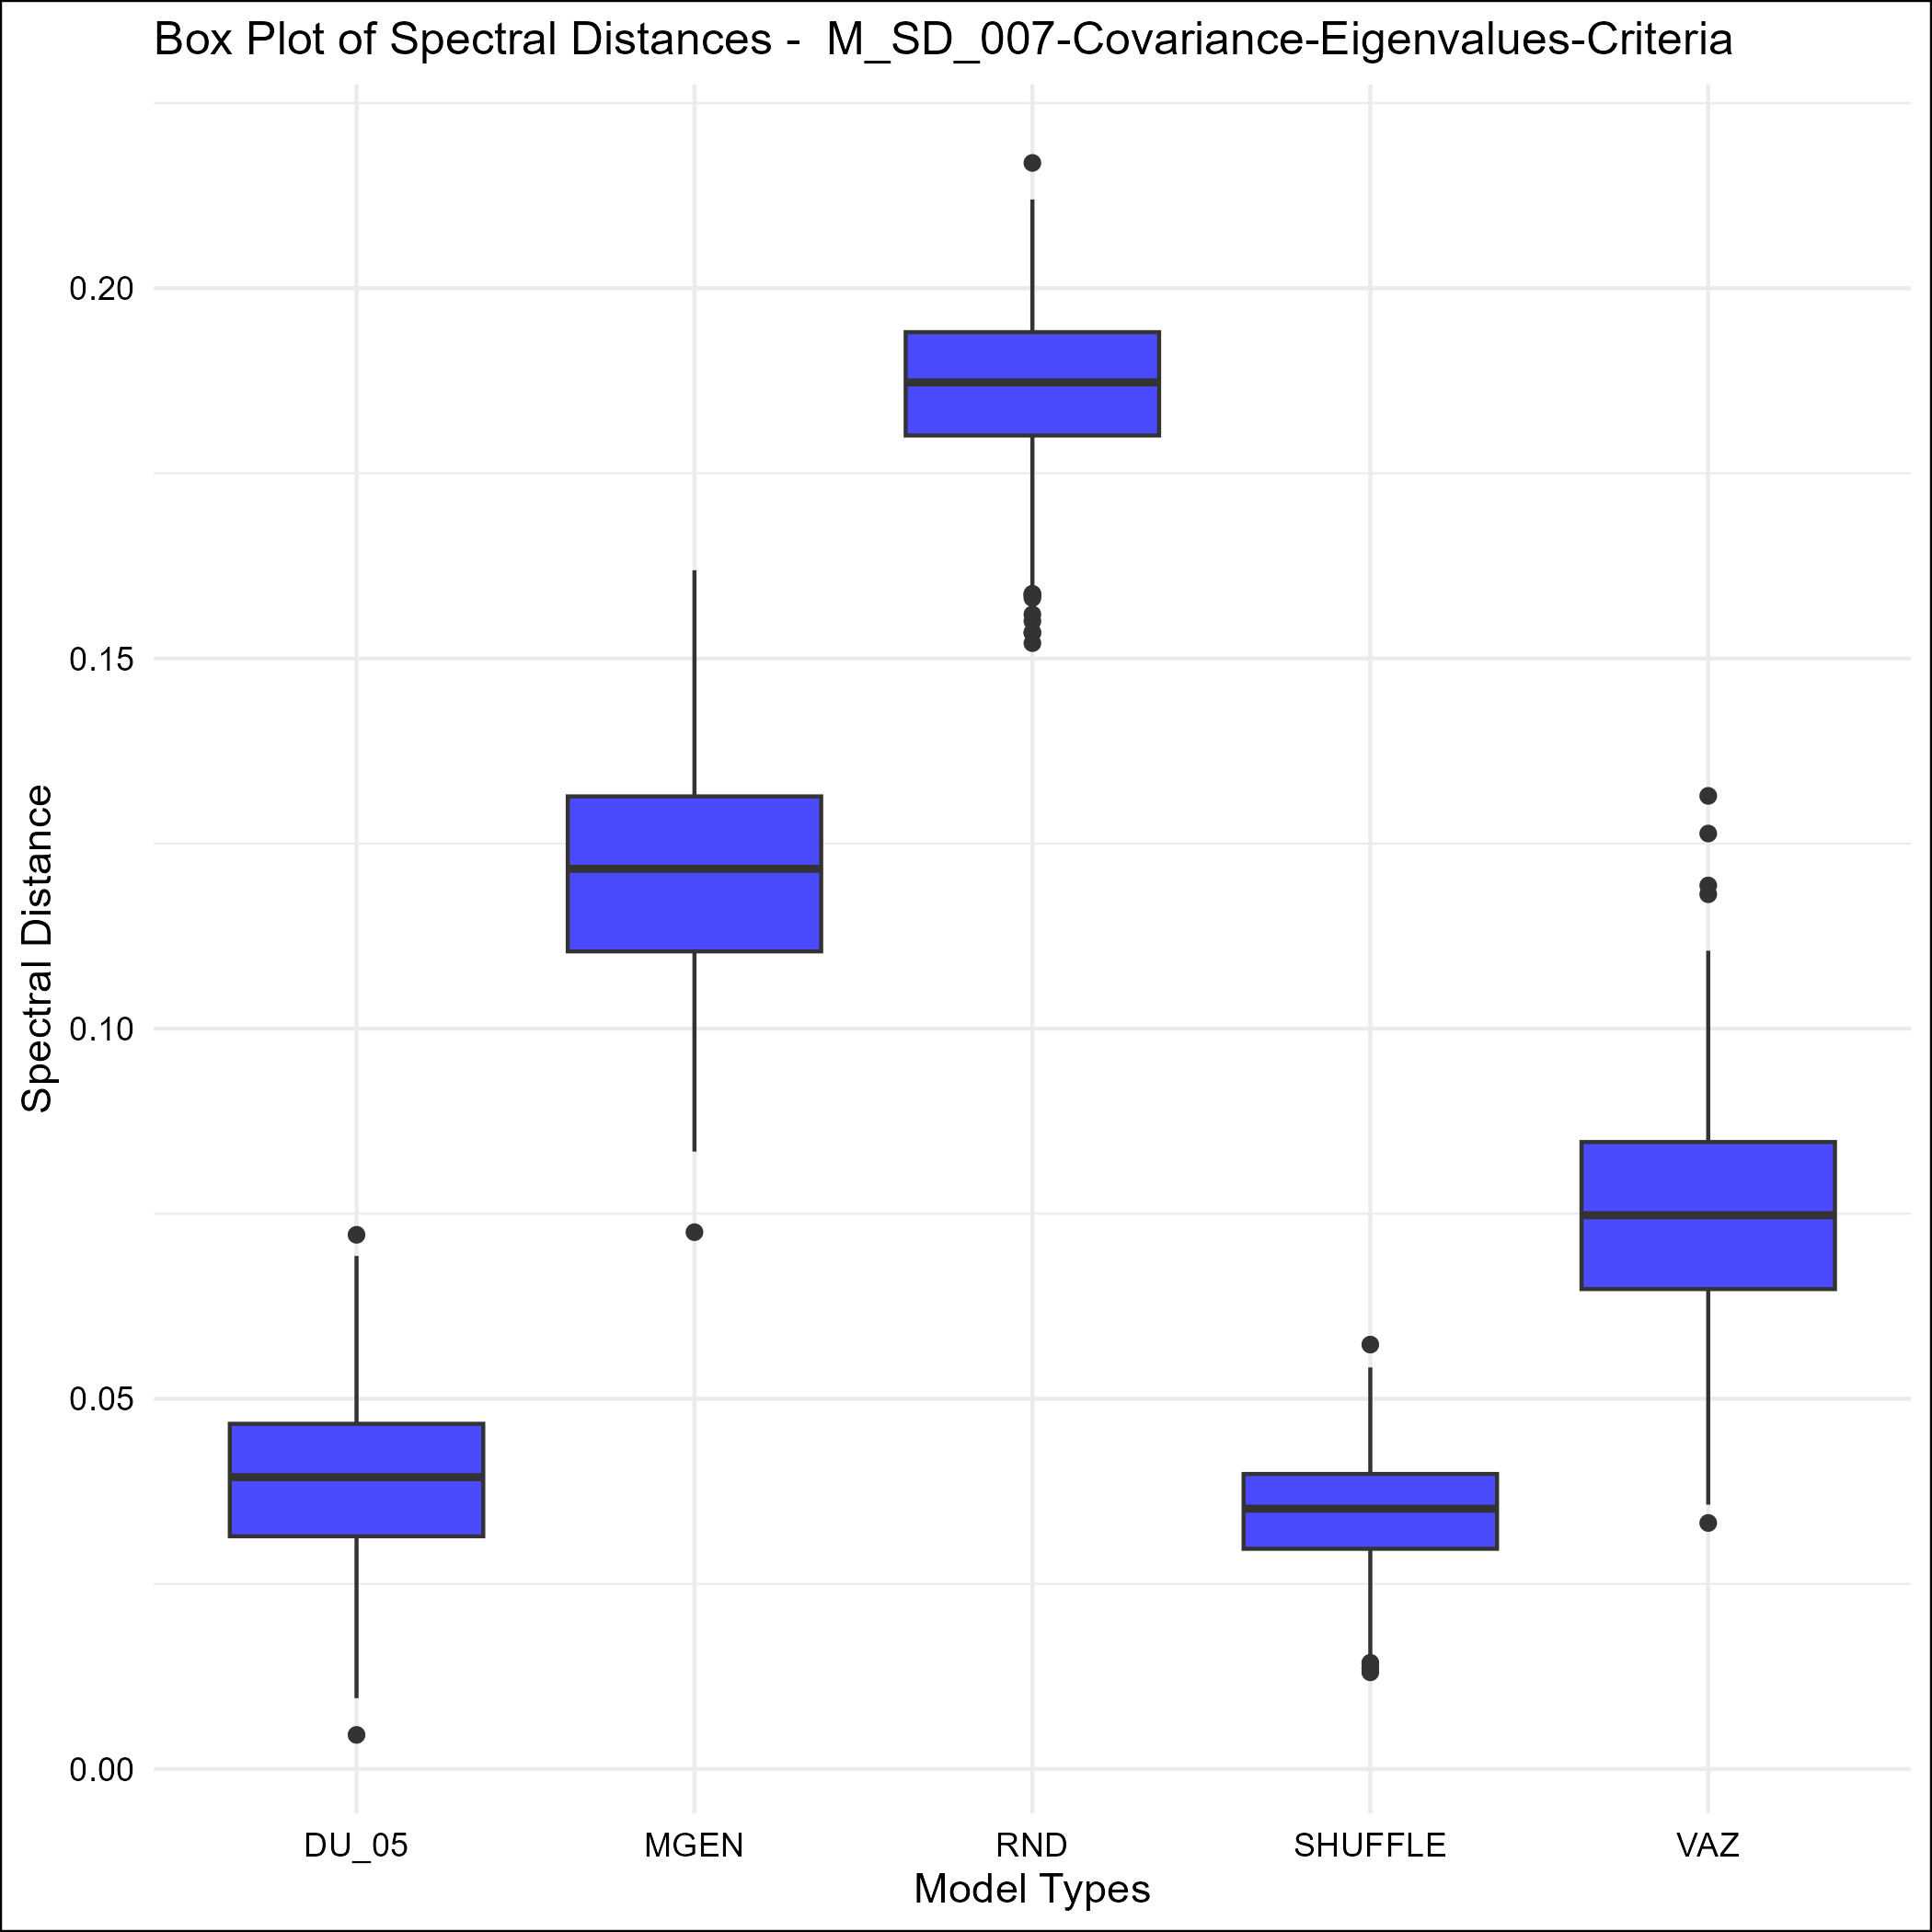 Box Plot of Spectral Distances -  M_SD_007-Covariance-Eigenvalues-Criteria
Spectral Distance
0.20
0.15
0.10
0.05
0.00
DU_05 MGEN RND SHUFFLE VAZ
Model Types